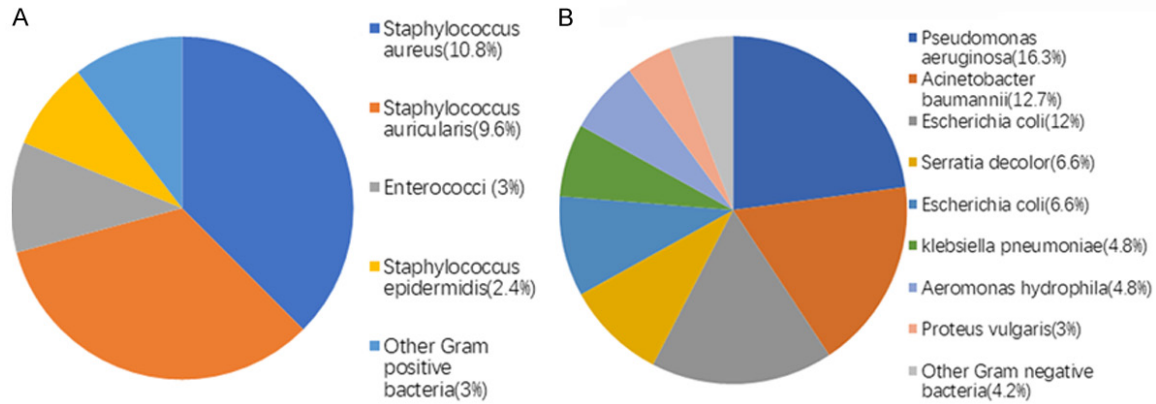 A
Staphylococcus
aureus(10.8%)
Staphylococcus
auricularis(9.6%)
Enterococci (3%)
Staphylococcus
epidermidis(2.4%)
Other Gram
positive
bacteria(3%)
B
Pseudomonas
aeruginosa(16.3%)
Acinetobacter
baumannii(12.7%)
Escherichia coli(12%)
Serratia decolor(6.6%)
Escherichia coli(6.6%)
klebsiella pneumoniae(4.8%)
Aeromonas hydrophila(4.8%)
Proteus vulgaris(3%)
Other Gram negative
bacteria(4.2%)